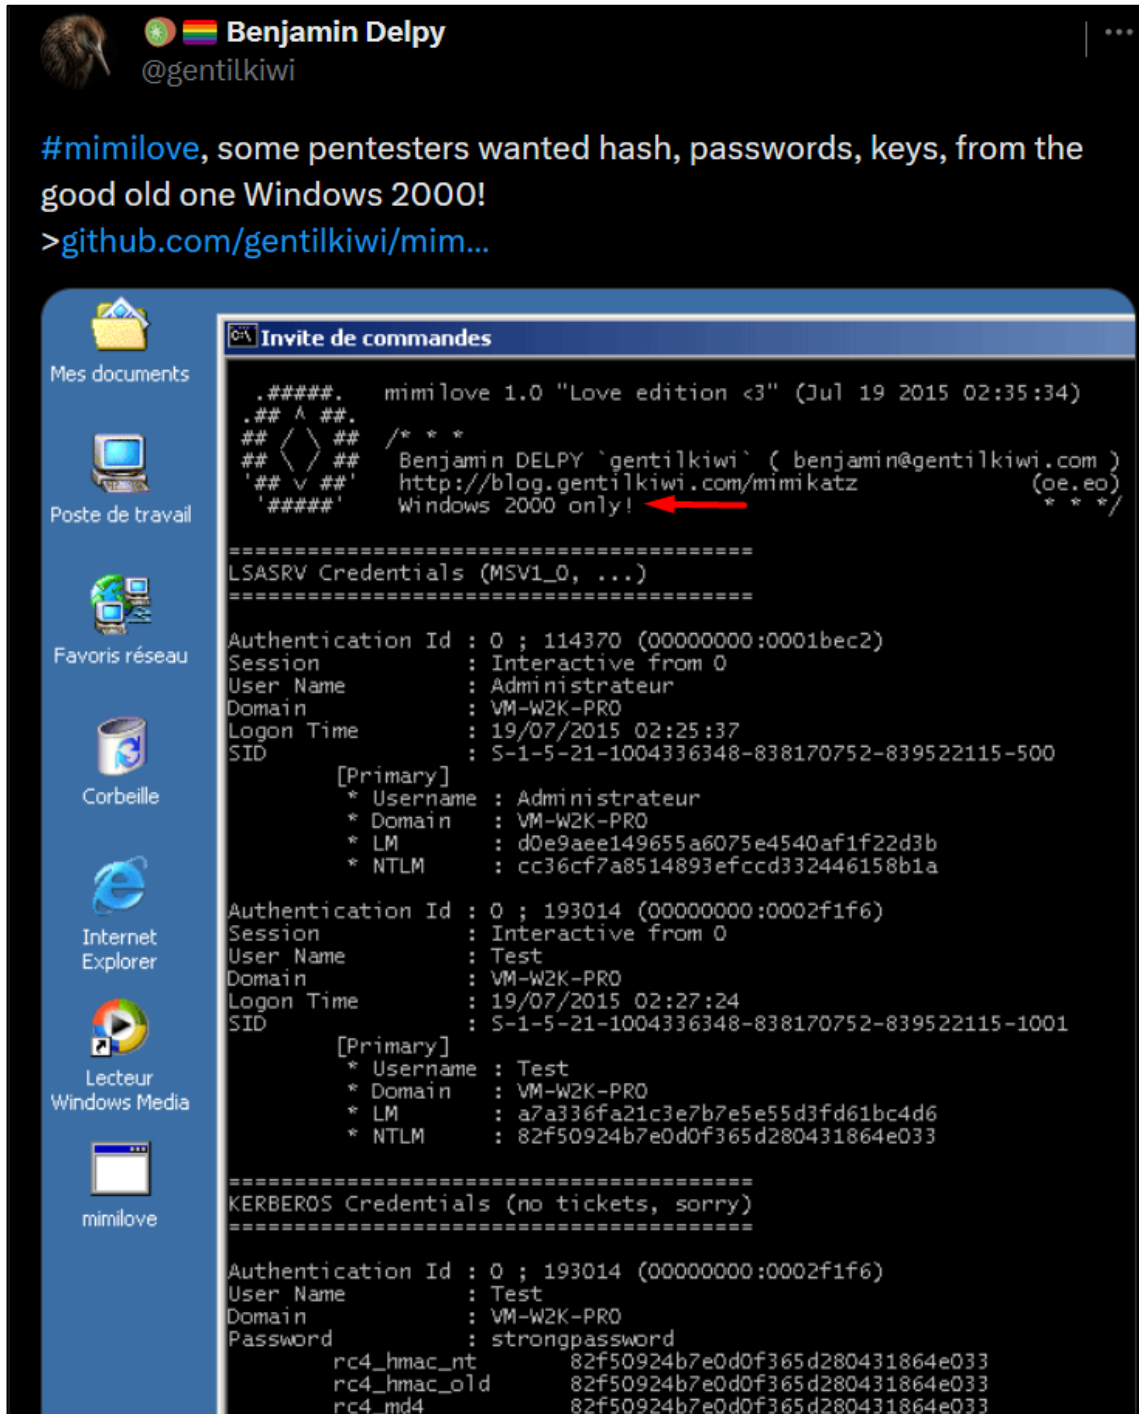 Benjamin Delpy
@gentilkiwi
#mimilove, some pentesters wanted hash, passwords, keys, from the
good old one Windows 2000!
>github.com/gentilkiwi/mim...
Mes documents
Poste de travail
Favoris réseau
Corbeille
Internet
Explorer
Lecteur
Windows Media
mimilove
Invite de commandes
  .#####.   mimilove 1.0 "Love edition <3" (Jul 19 2015 02:35:34)
 .## ^ ##.
 ## / \ ##  /* * *
 ## \ / ##   Benjamin DELPY `gentilkiwi` ( benjamin@gentilkiwi.com )
 '## v ##'   http://blog.gentilkiwi.com/mimikatz             (oe.eo)
  '#####'    Windows 2000 only!                               * * */
========================================
LSASRV Credentials (MSV1_0, ...)
========================================
Authentication Id : 0 ; 114370 (00000000:0001bec2)
Session           : Interactive from 0
User Name         : Administrateur
Domain            : VM-W2K-PRO
Logon Time        : 19/07/2015 02:25:37
SID               : S-1-5-21-1004336348-838170752-839522115-500
        [Primary]
         * Username : Administrateur
         * Domain   : VM-W2K-PRO
         * LM       : d0e9aee149655a6075e4540af1f22d3b
         * NTLM     : cc36cf7a8514893efccd332446158b1a
Authentication Id : 0 ; 193014 (00000000:0002f1f6)
Session           : Interactive from 0
User Name         : Test
Domain            : VM-W2K-PRO
Logon Time        : 19/07/2015 02:27:24
SID               : S-1-5-21-1004336348-838170752-839522115-1001
        [Primary]
         * Username : Test
         * Domain   : VM-W2K-PRO
         * LM       : a7a336fa21c3e7b7e5e55d3fd61bc4d6
         * NTLM     : 82f50924b7e0d0f365d280431864e033
========================================
KERBEROS Credentials (no tickets, sorry)
========================================
Authentication Id : 0 ; 193014 (00000000:0002f1f6)
User Name         : Test
Domain            : VM-W2K-PRO
Password          : strongpassword
        rc4_hmac_nt       82f50924b7e0d0f365d280431864e033
        rc4_hmac_old      82f50924b7e0d0f365d280431864e033
        rc4_md4           82f50924b7e0d0f365d280431864e033